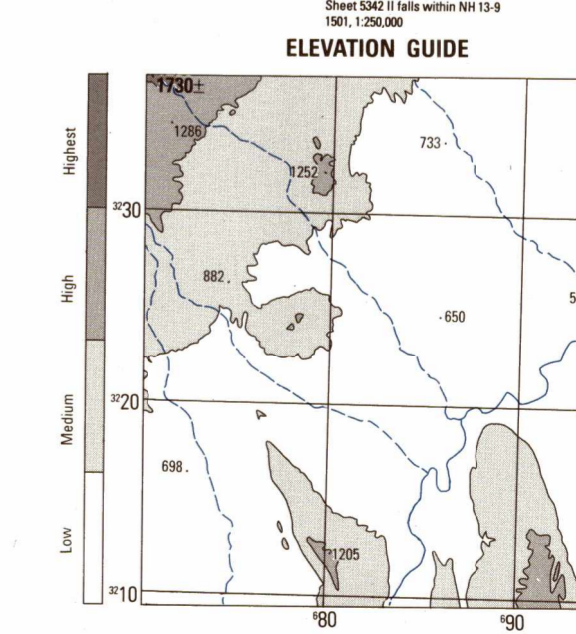 Sheet 5342 II falls within NH 13-9
1501, 1:250,000
ELEVATION GUIDE
Highest
High
Medium
Low
1730±
1286
1252
733
3230
882
650
5
3220
698
1205
3210
680
690